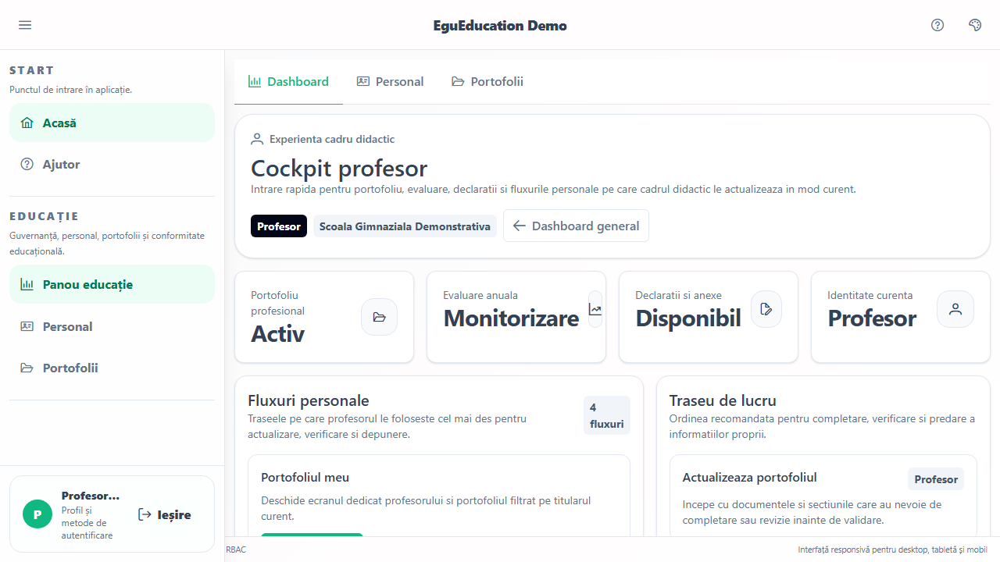 EguEducation Demo
START
Punctul de intrare în aplicație.
Acasă
Ajutor
EDUCAȚIE
Guvernanță, personal, portofolii și conformitate
educațională.
Panou educație
Personal
Portofolii
Profesor...
Profil și
metode de
autentificare
Ieșire
Dashboard
Personal
Portofolii
Experienta cadru didactic
Cockpit profesor
Intrare rapida pentru portofoliu, evaluare, declaratii si fluxurile personale pe care cadrul didactic le actualizeaza in mod curent.
Profesor
Scoala Gimnaziala Demonstrativa
Dashboard general
Portofoliu
profesional
Activ
Evaluare anuala
Monitorizare
Declaratii si anexe
Disponibil
Identitate curenta
Profesor
Fluxuri personale
Traseele pe care profesorul le foloseste cel mai des pentru
actualizare, verificare si depunere.
4
fluxuri
Portofoliul meu
Deschide ecranul dedicat profesorului si portofoliul filtrat pe titularul
curent.
Traseu de lucru
Ordinea recomandata pentru completare, verificare si predare a
informatiilor proprii.
Actualizeaza portofoliul
Profesor
Incepe cu documentele si sectiunile care au nevoie de
completare sau revizie inainte de validare.
RBAC
Interfață responsivă pentru desktop, tabletă și mobil
P